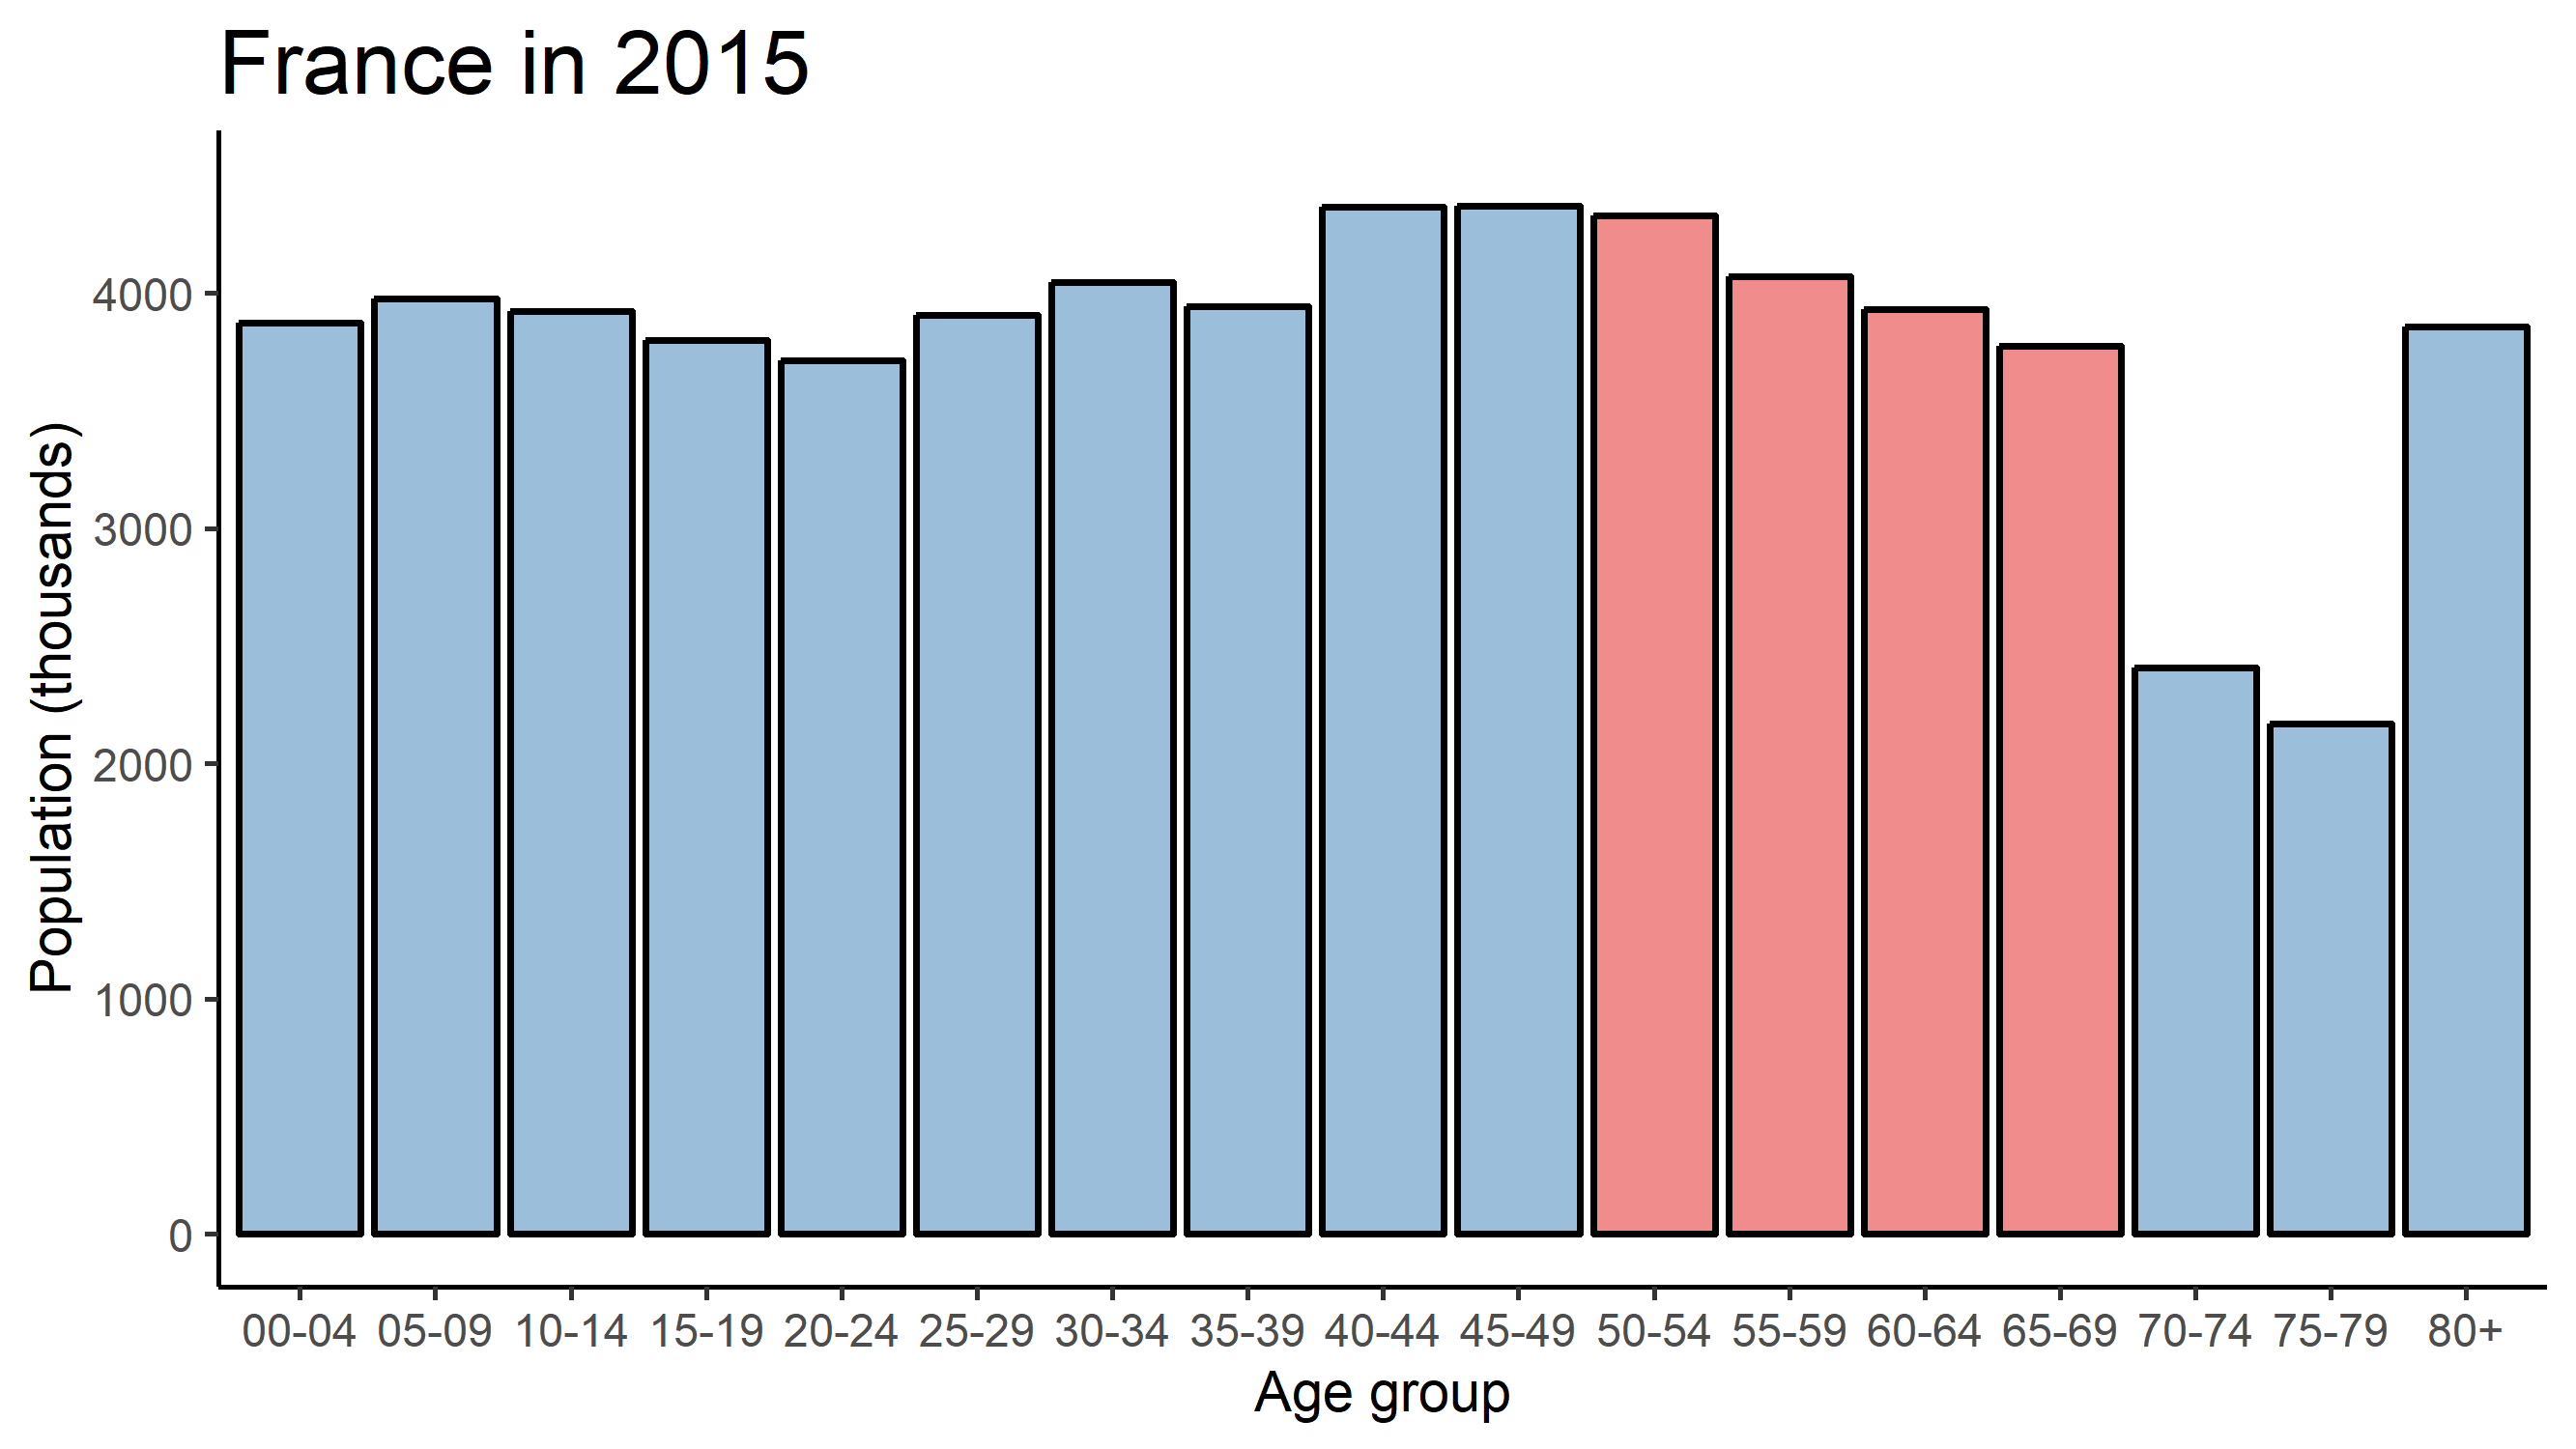 France in 2015
Population (thousands)
4000
3000
2000
1000
0
00-04 05-09 10-14 15-19 20-24 25-29 30-34 35-39 40-44 45-49 50-54 55-59 60-64 65-69 70-74 75-79 80+
Age group